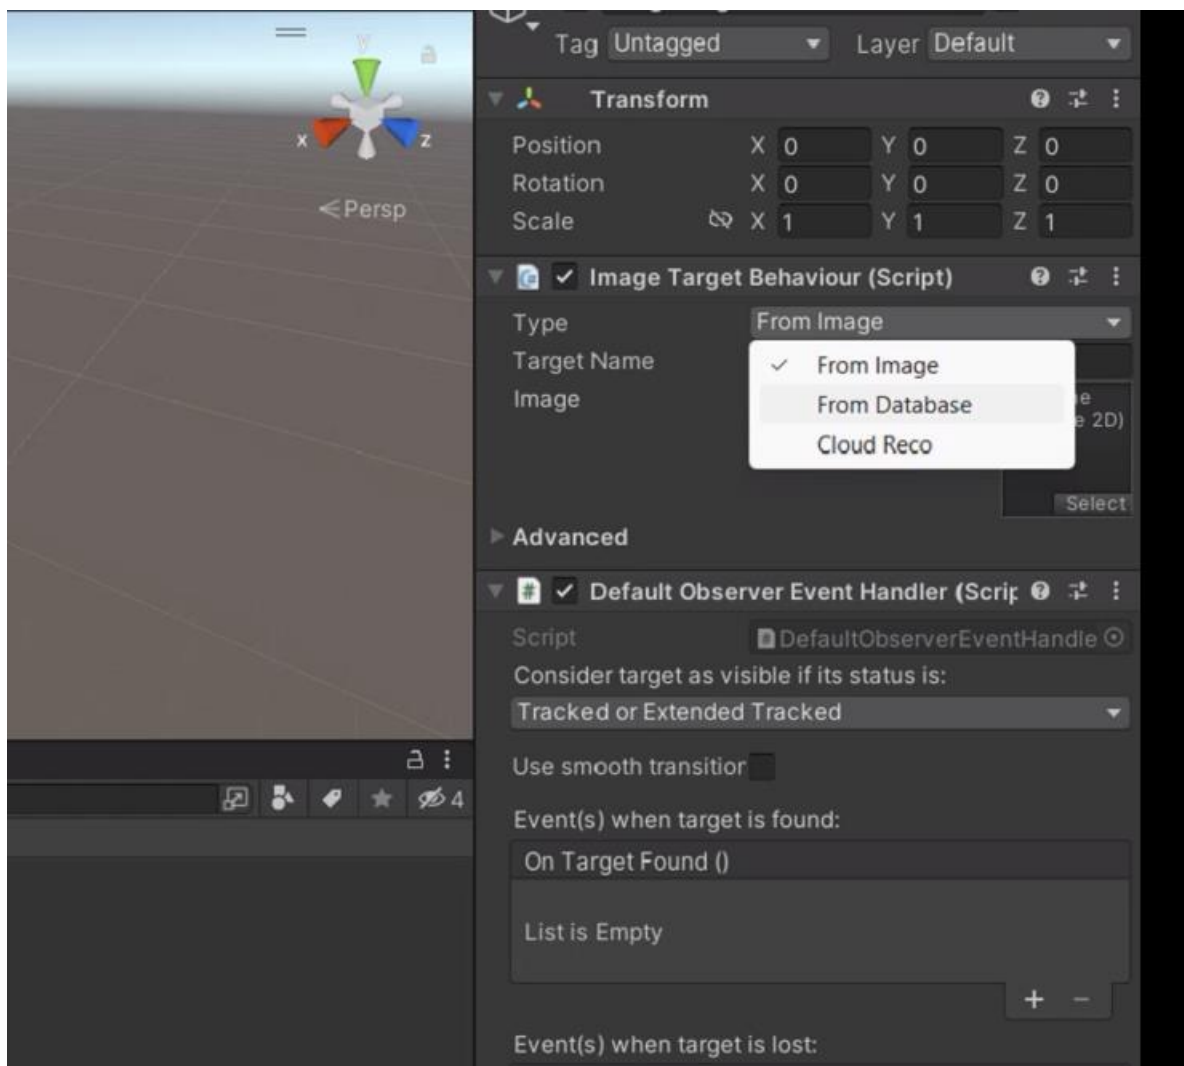 Tag Untagged Layer Default
Transform
Position X 0 Y 0 Z 0
Rotation X 0 Y 0 Z 0
Scale X 1 Y 1 Z 1
Image Target Behaviour (Script)
Type From Image
Target Name
From Image
Image
From Database
e
e 2D)
Cloud Reco
Select
Advanced
Default Observer Event Handler (Scrip
Script # DefaultObserverEventHandle
Consider target as visible if its status is:
Tracked or Extended Tracked
Use smooth transition
Event(s) when target is found:
On Target Found ()
List is Empty
+ −
Event(s) when target is lost:
y
x
z
Persp
4